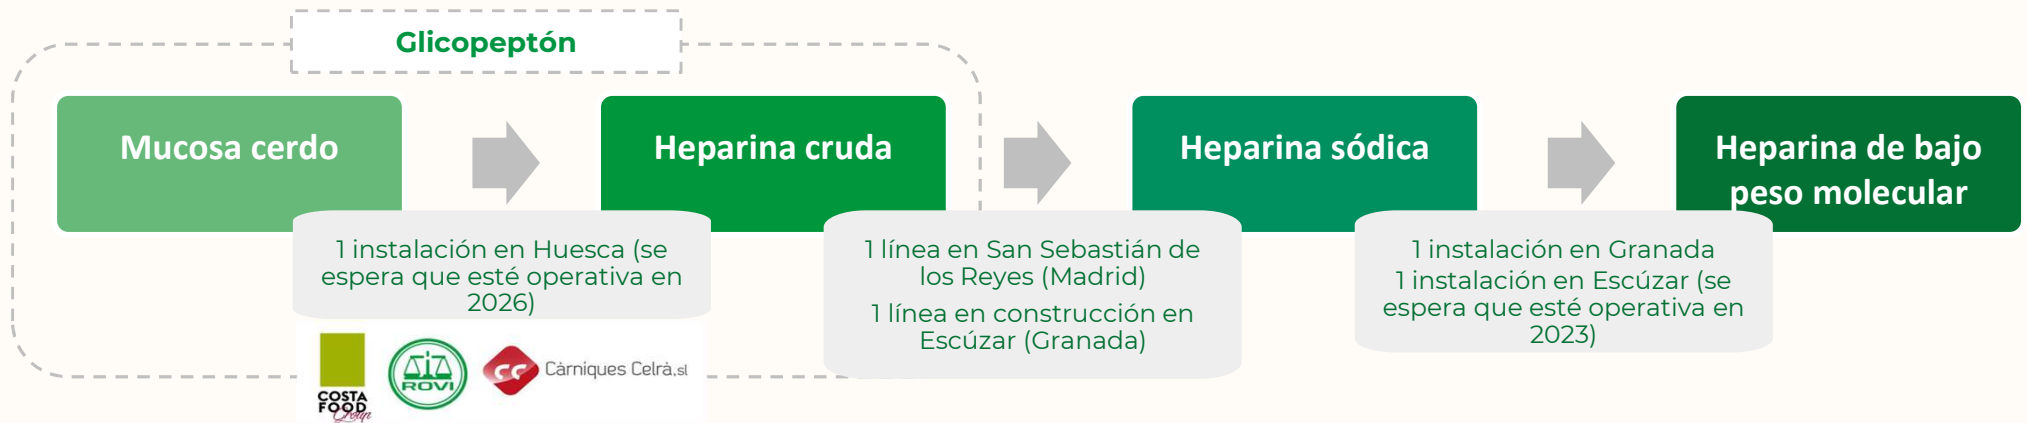 Glicopeptón
Mucosa cerdo
Heparina cruda
Heparina sódica
Heparina de bajo
peso molecular
1 instalación en Huesca (se
espera que esté operativa en
2026)
1 línea en San Sebastián de
los Reyes (Madrid)
1 línea en construcción en
Escúzar (Granada)
1 instalación en Granada
1 instalación en Escúzar (se
espera que esté operativa en
2023)
COSTA
FOOD
Group
ROVI
CC
Càrniques Celrà,sl